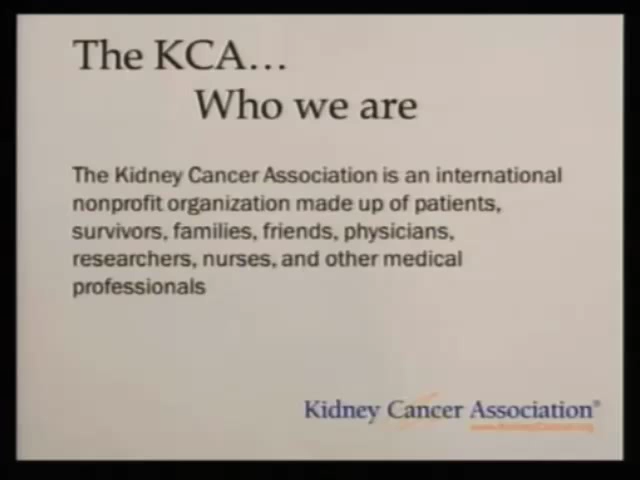 The KCA…
Who we are
The Kidney Cancer Association is an international
nonprofit organization made up of patients,
survivors, families, friends, physicians,
researchers, nurses, and other medical
professionals
Kidney Cancer Association®